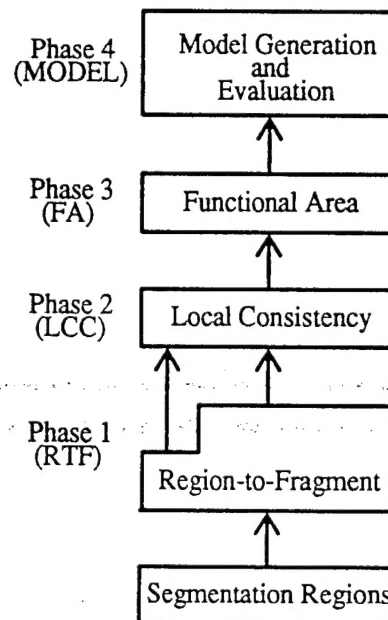 Phase 4
(MODEL)
Model Generation
and
Evaluation
Phase 3
(FA)
Functional Area
Phase 2
(LCC)
Local Consistency
Phase 1
(RTF)
Region-to-Fragment
Segmentation Regions